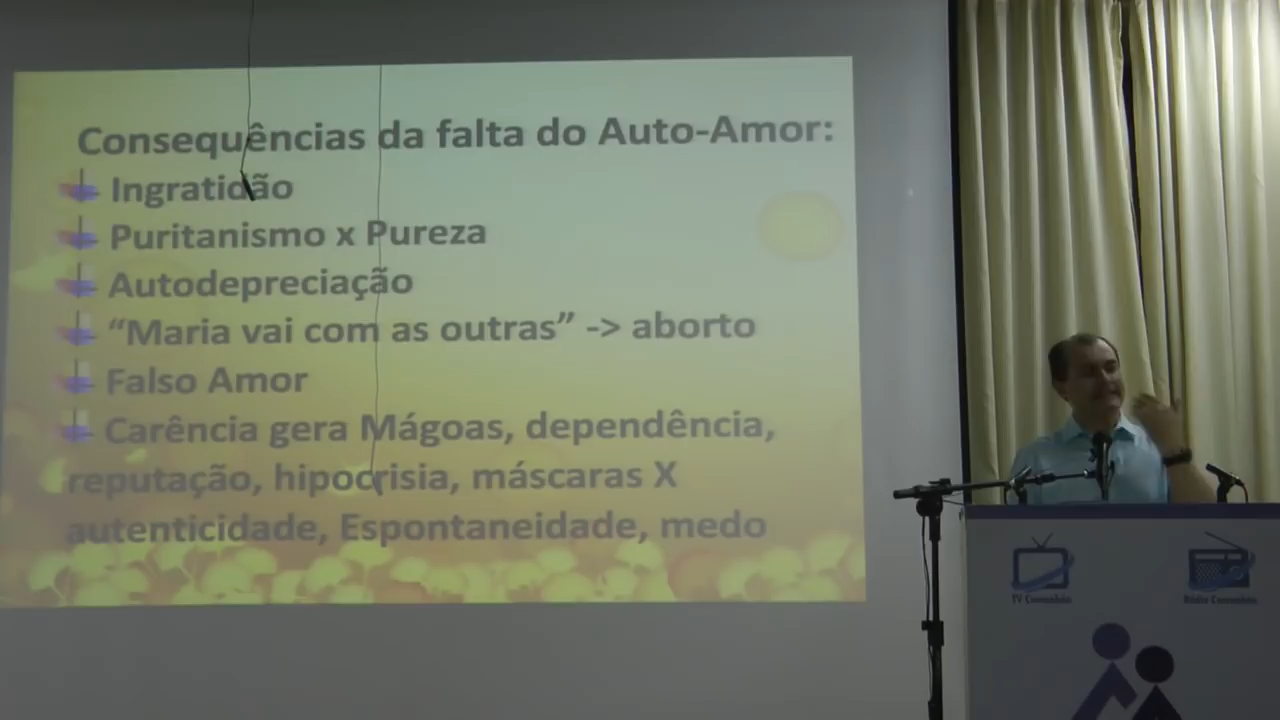 Consequências da falta do Auto-Amor:
Ingratidão
Puritanismo x Pureza
Autodepreciação
“Maria vai com as outras” -> aborto
Falso Amor
Carência gera Mágoas, dependência,
reputação, hipocrisia, máscaras X
autenticidade, Espontaneidade, medo
TV Comunhão
Rádio Comunhão